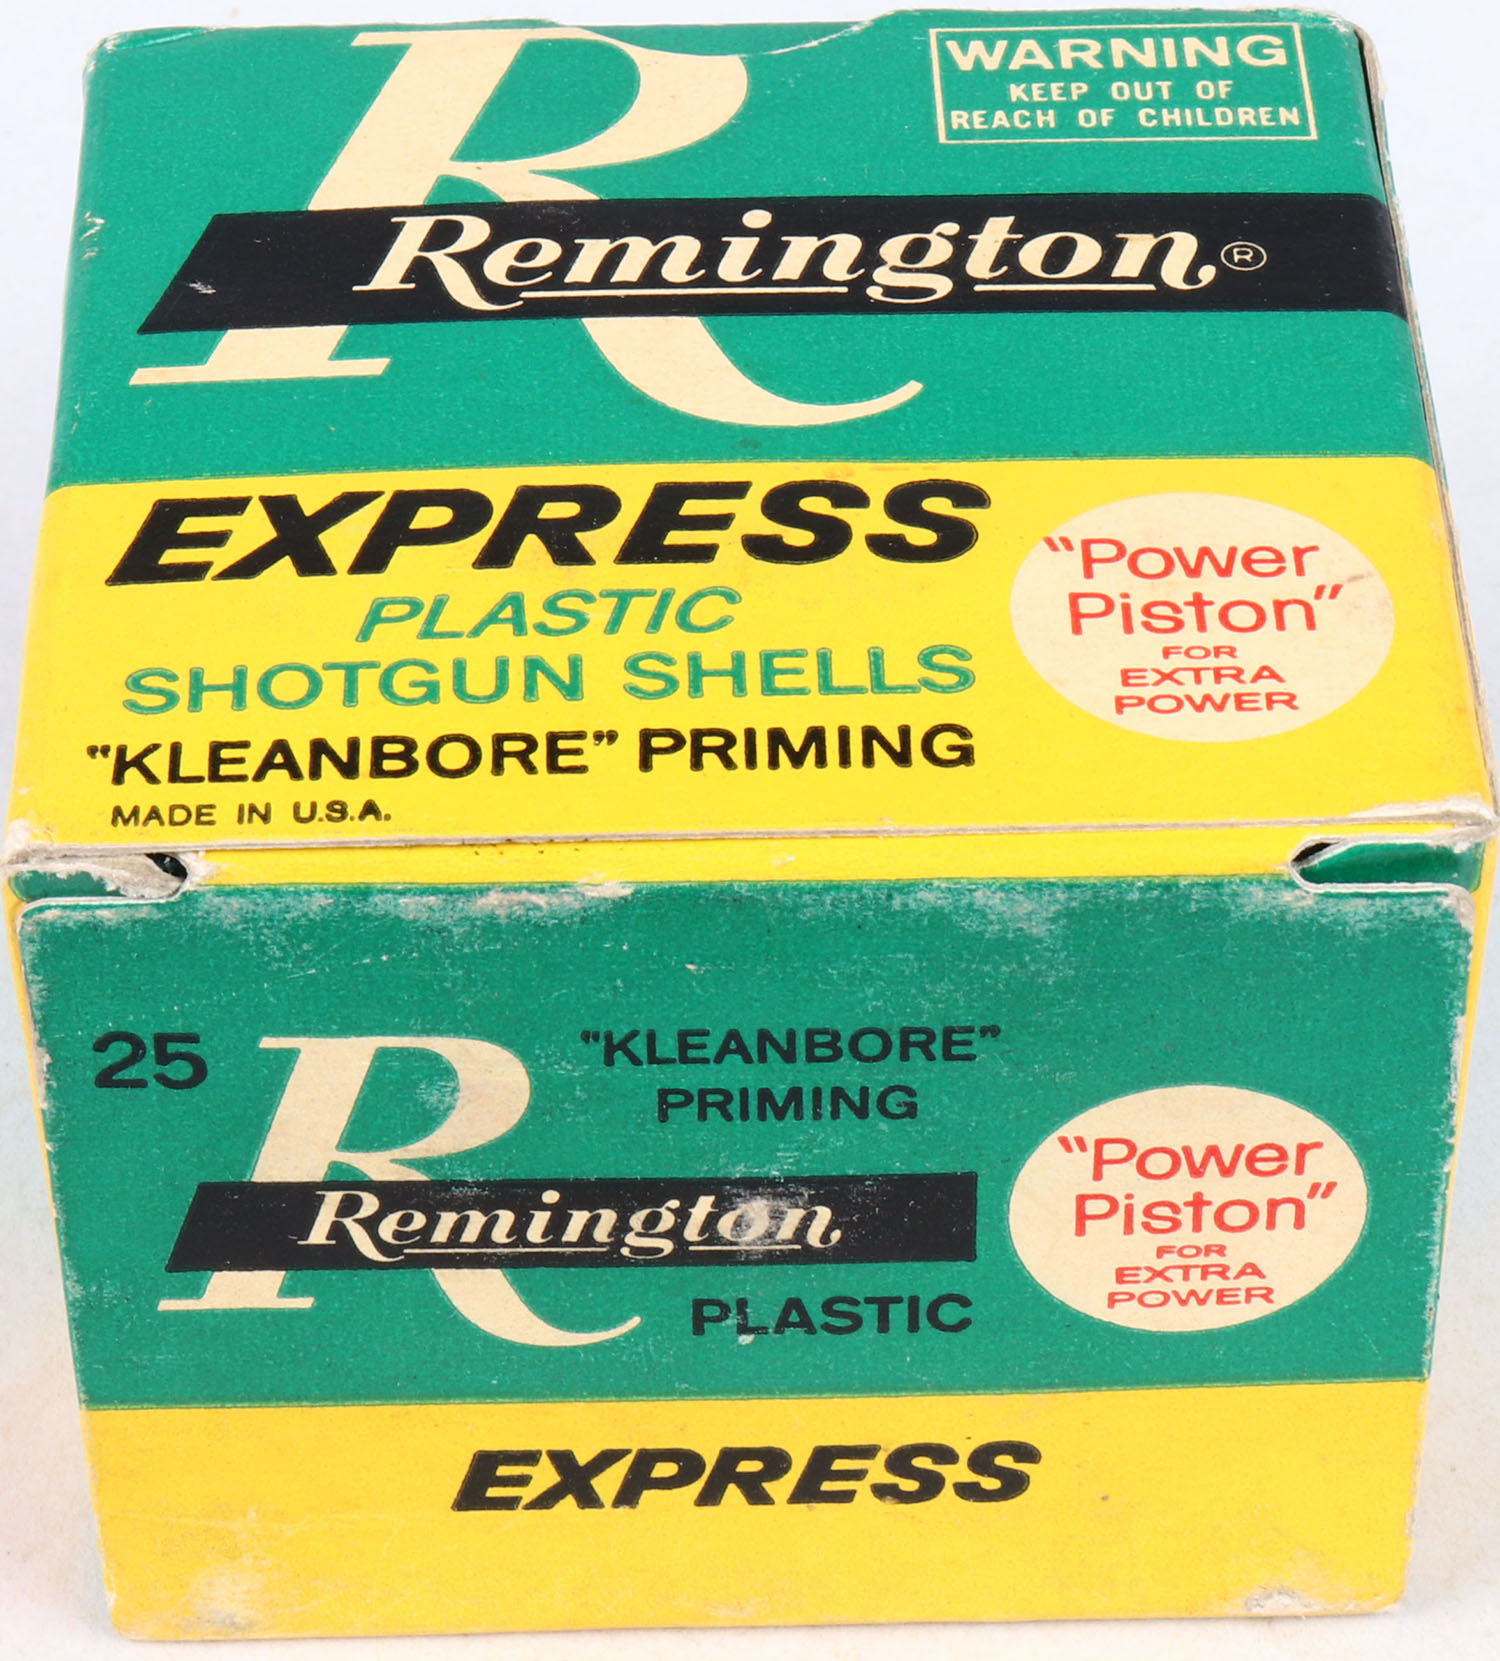 WARNING
KEEP OUT OF
REACH OF CHILDREN
R
Remington®
EXPRESS
PLASTIC
SHOTGUN SHELLS
"KLEANBORE" PRIMING
MADE IN U.S.A.
"Power
Piston"
FOR
EXTRA
POWER
25
R
"KLEANBORE"
PRIMING
Remington
PLASTIC
"Power
Piston"
FOR
EXTRA
POWER
EXPRESS